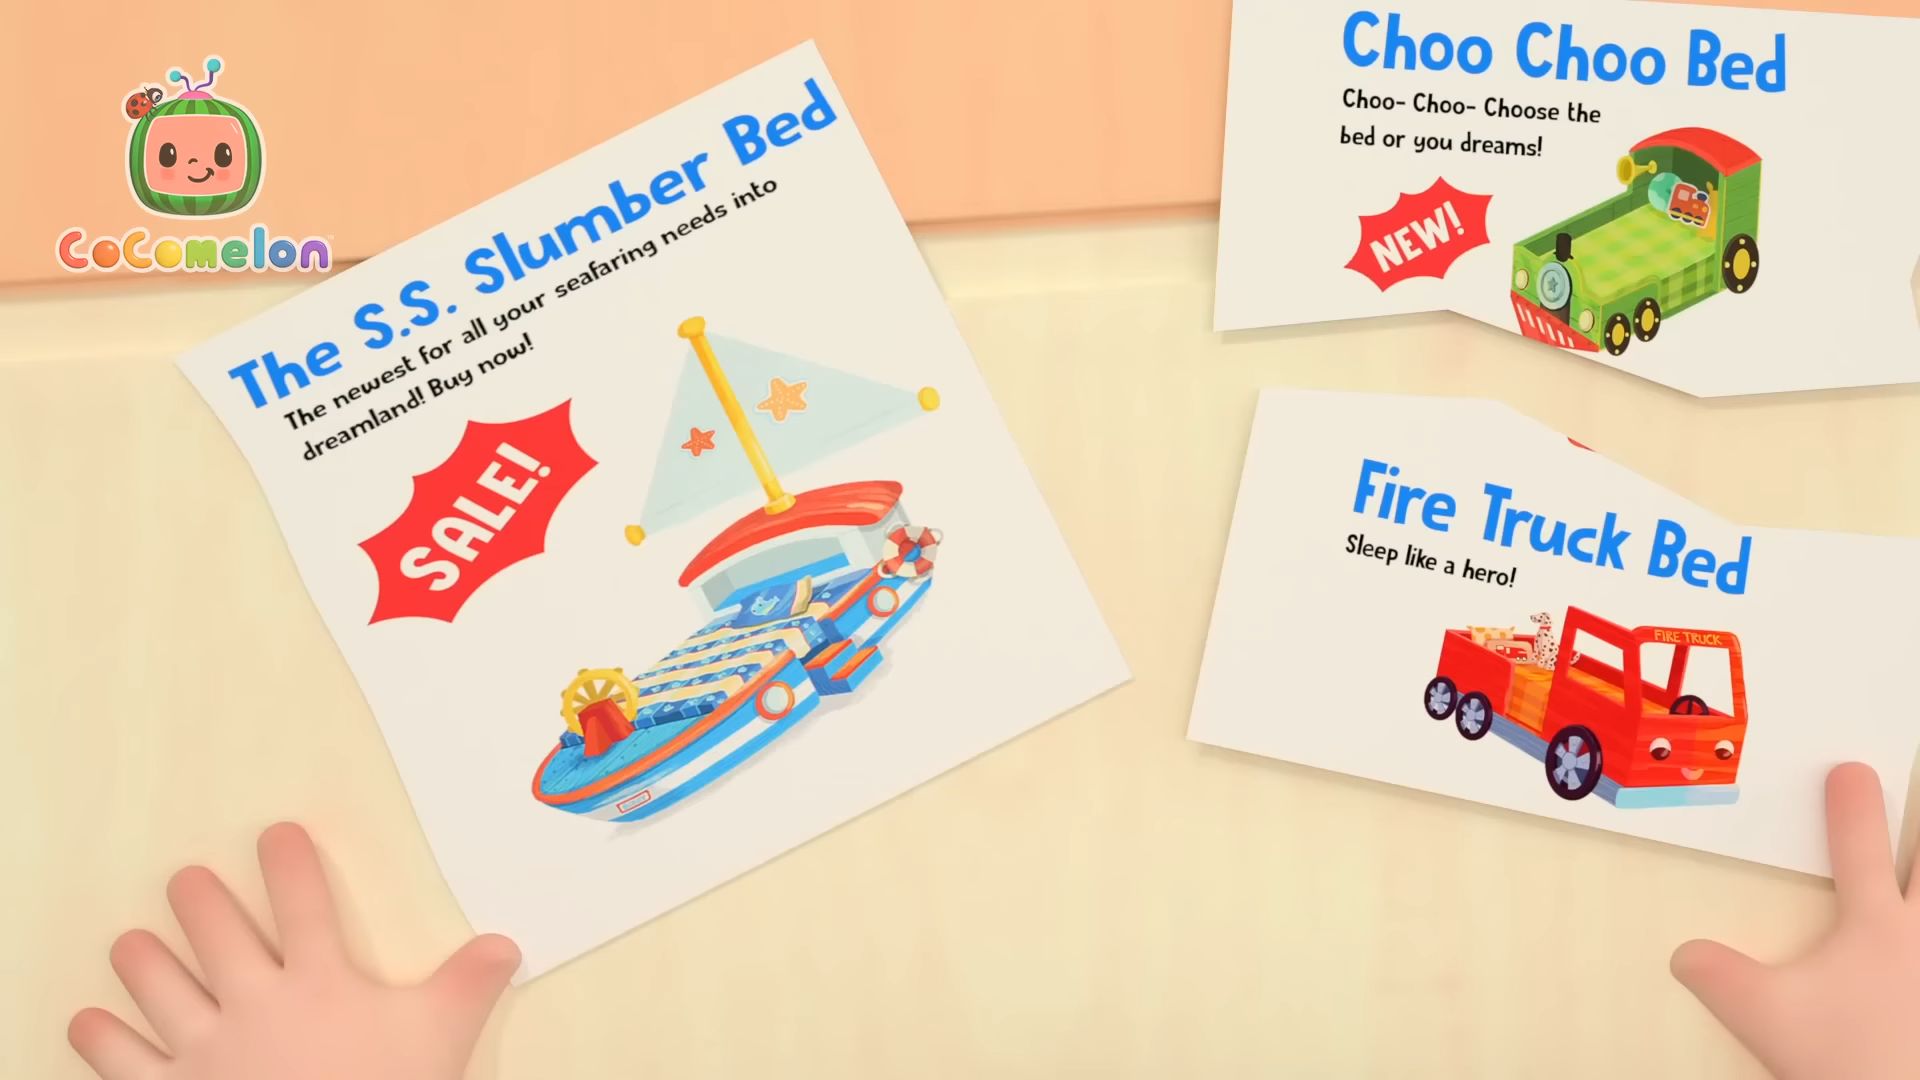 CoComelon
The S.S. Slumber Bed
The newest for all your seafaring needs into
dreamland! Buy now!
SALE!
Choo Choo Bed
Choo- Choo- Choose the
bed or you dreams!
NEW!
Fire Truck Bed
Sleep like a hero!
FIRE TRUCK